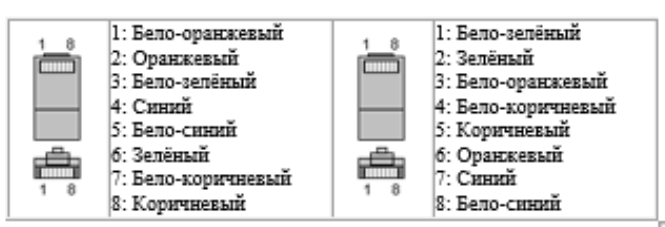 1 8
1 8
1: Бело-оранжевый
2: Оранжевый
3: Бело-зелёный
4: Синий
5: Бело-синий
6: Зелёный
7: Бело-коричневый
8: Коричневый
1 8
1 8
1: Бело-зелёный
2: Зелёный
3: Бело-оранжевый
4: Бело-коричневый
5: Коричневый
6: Оранжевый
7: Синий
8: Бело-синий